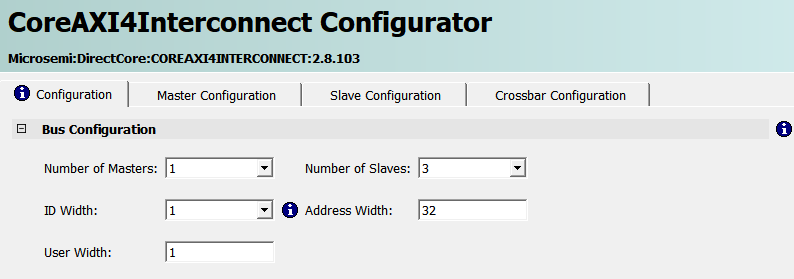 CoreAXI4Interconnect Configurator
Microsemi:DirectCore:COREAXI4INTERCONNECT:2.8.103
Configuration Master Configuration Slave Configuration Crossbar Configuration
Bus Configuration
Number of Masters: 1 Number of Slaves: 3
ID Width: 1 Address Width: 32
User Width: 1